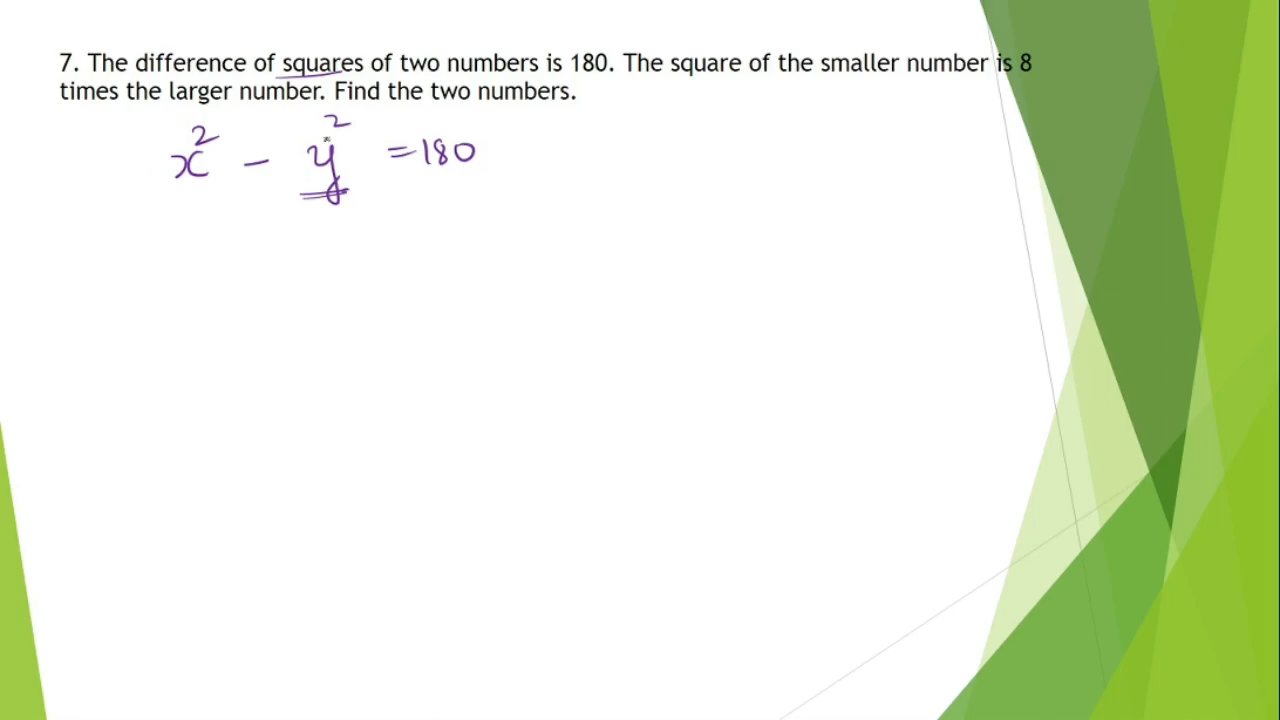 7. The difference of squares of two numbers is 180. The square of the smaller number is 8
times the larger number. Find the two numbers.
x² - y² = 180